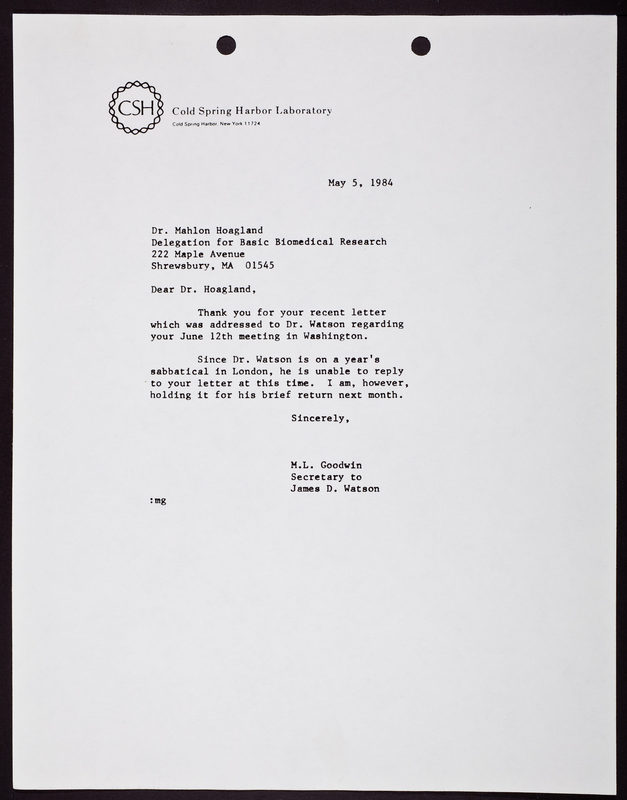 CSH
Cold Spring Harbor Laboratory
Cold Spring Harbor, New York 11724
May 5, 1984
Dr. Mahlon Hoagland
Delegation for Basic Biomedical Research
222 Maple Avenue
Shrewsbury, MA  01545
Dear Dr. Hoagland,
Thank you for your recent letter
which was addressed to Dr. Watson regarding
your June 12th meeting in Washington.
Since Dr. Watson is on a year's
sabbatical in London, he is unable to reply
to your letter at this time.  I am, however,
holding it for his brief return next month.
Sincerely,
M.L. Goodwin
Secretary to
James D. Watson
:mg